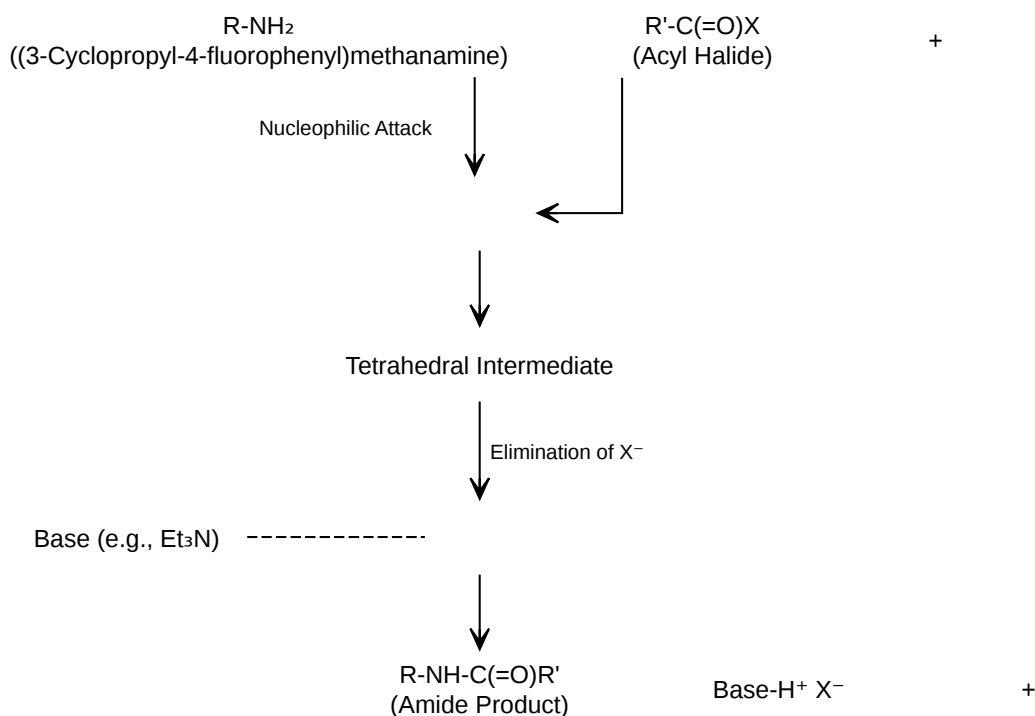 R-NH₂
((3-Cyclopropyl-4-fluorophenyl)methanamine)
R'-C(=O)X
(Acyl Halide)
+
Nucleophilic Attack
Tetrahedral Intermediate
Elimination of X⁻
Base (e.g., Et₃N)
R-NH-C(=O)R'
(Amide Product)
Base-H⁺ X⁻
+